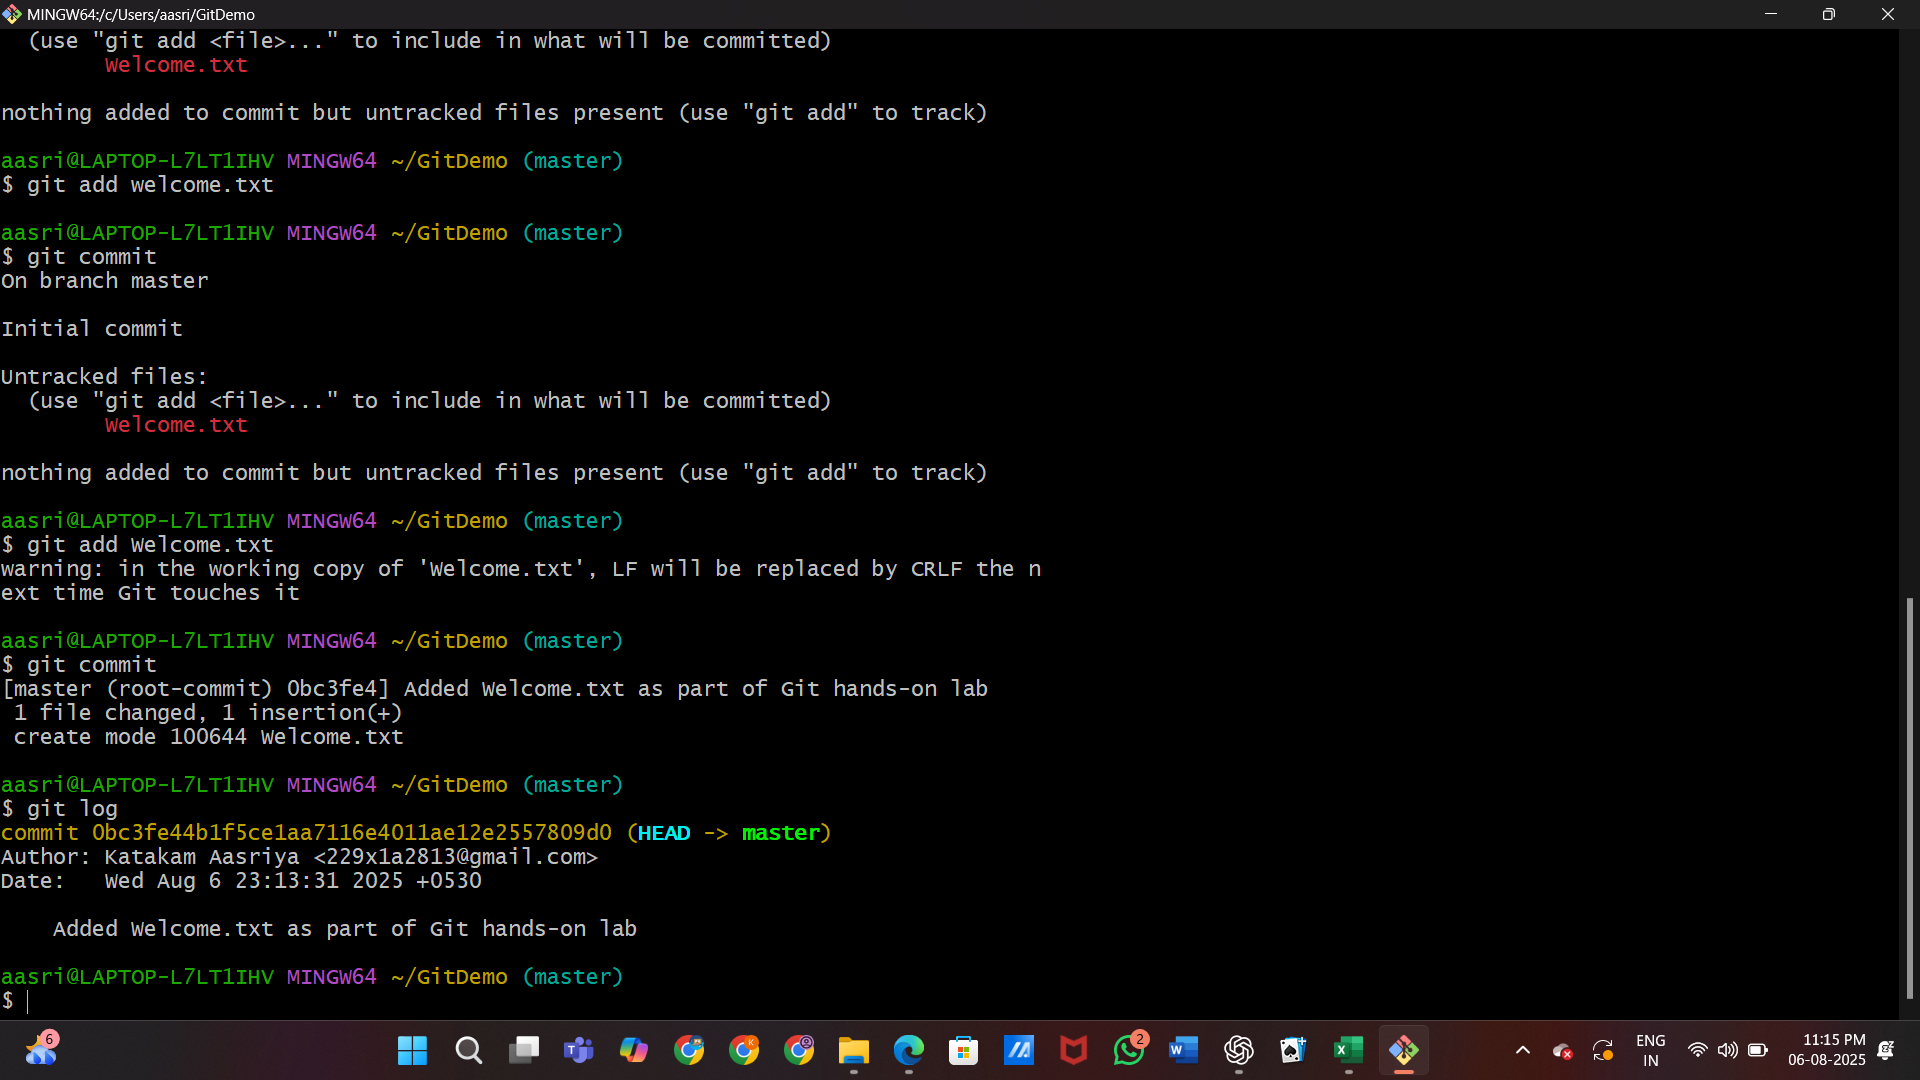 MINGW64:/c/Users/aasri/GitDemo
(use "git add <file>..." to include in what will be committed)
Welcome.txt
nothing added to commit but untracked files present (use "git add" to track)
aasri@LAPTOP-L7LT1IHV MINGW64 ~/GitDemo (master)
$ git add welcome.txt
aasri@LAPTOP-L7LT1IHV MINGW64 ~/GitDemo (master)
$ git commit
On branch master
Initial commit
Untracked files:
(use "git add <file>..." to include in what will be committed)
Welcome.txt
nothing added to commit but untracked files present (use "git add" to track)
aasri@LAPTOP-L7LT1IHV MINGW64 ~/GitDemo (master)
$ git add Welcome.txt
warning: in the working copy of 'Welcome.txt', LF will be replaced by CRLF the n
ext time Git touches it
aasri@LAPTOP-L7LT1IHV MINGW64 ~/GitDemo (master)
$ git commit
[master (root-commit) 0bc3fe4] Added Welcome.txt as part of Git hands-on lab
1 file changed, 1 insertion(+)
create mode 100644 Welcome.txt
aasri@LAPTOP-L7LT1IHV MINGW64 ~/GitDemo (master)
$ git log
commit 0bc3fe44b1f5ce1aa7116e4011ae12e2557809d0 (HEAD -> master)
Author: Katakam Aasriya <229x1a2813@gmail.com>
Date:   Wed Aug 6 23:13:31 2025 +0530
Added Welcome.txt as part of Git hands-on lab
aasri@LAPTOP-L7LT1IHV MINGW64 ~/GitDemo (master)
$
6
2
ENG
IN
11:15 PM
06-08-2025